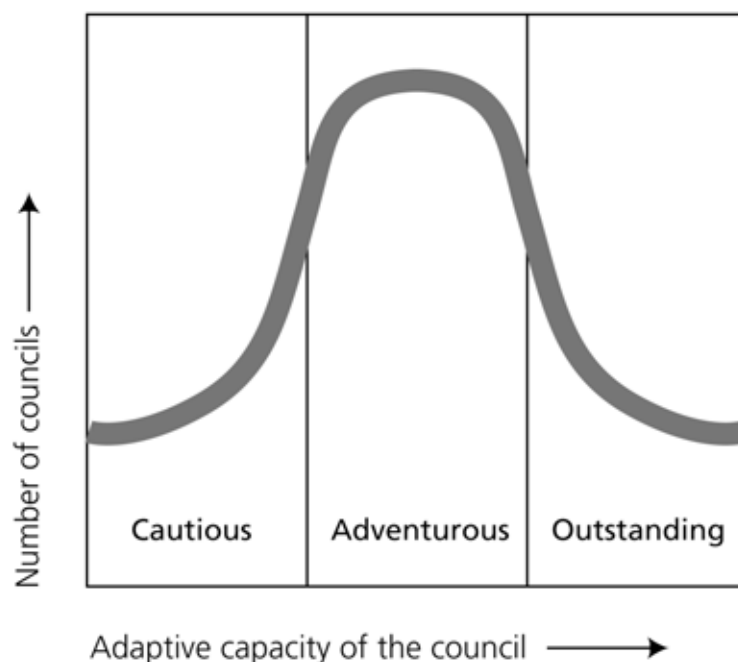 Number of councils
Cautious
Adventurous
Outstanding
Adaptive capacity of the council